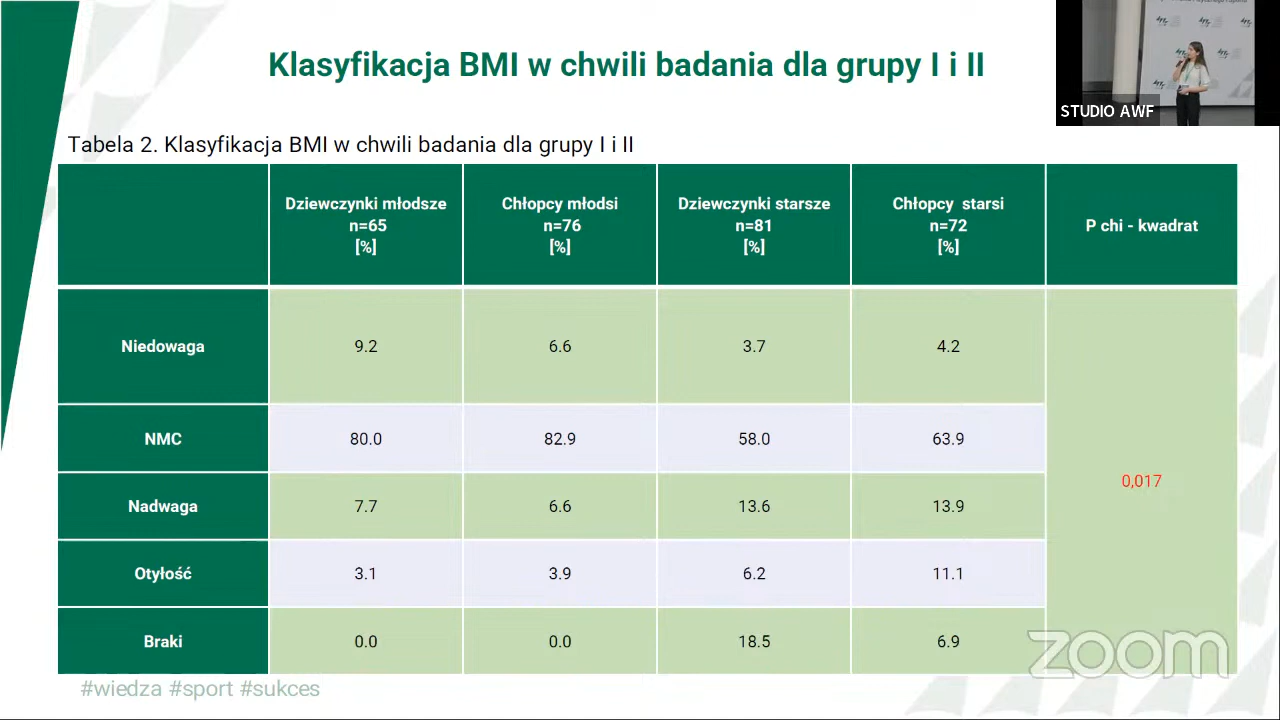 Klasyfikacja BMI w chwili badania dla grupy I i II
STUDIO AWF
Tabela 2. Klasyfikacja BMI w chwili badania dla grupy I i II
Dziewczynki młodsze
n=65
[%]
Chłopcy młodsi
n=76
[%]
Dziewczynki starsze
n=81
[%]
Chłopcy starsi
n=72
[%]
P chi - kwadrat
Niedowaga 9.2 6.6 3.7 4.2
NMC 80.0 82.9 58.0 63.9
0,017
Nadwaga 7.7 6.6 13.6 13.9
Otyłość 3.1 3.9 6.2 11.1
Braki 0.0 0.0 18.5 6.9
zoom
#wiedza #sport #sukces